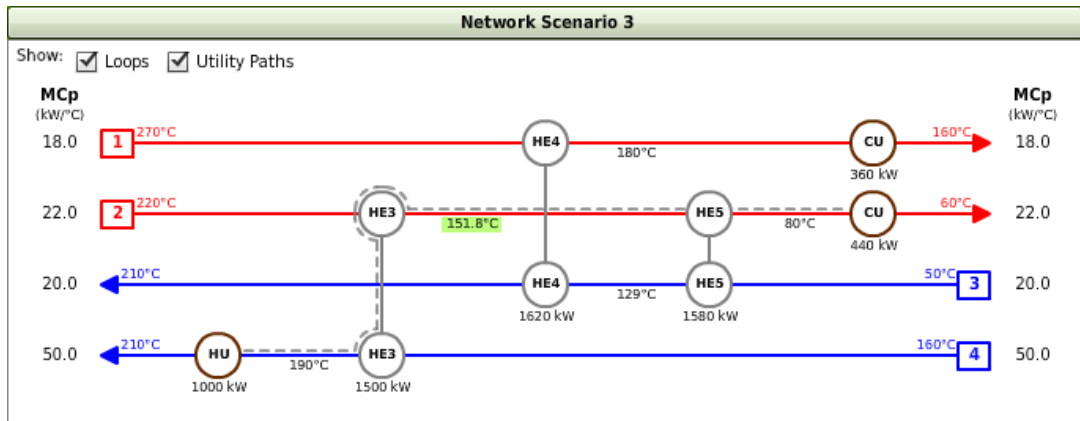 Network Scenario 3
Show: Loops Utility Paths
MCp MCp
(kW/°C) (kW/°C)
18.0 1 270°C HE4 180°C CU 160°C 18.0
360 kW
22.0 2 220°C HE3 151.8°C HE5 80°C CU 60°C 22.0
440 kW
20.0 210°C HE4 129°C HE5 50°C 3 20.0
1620 kW 1580 kW
50.0 210°C HU 190°C HE3 160°C 4 50.0
1000 kW 1500 kW